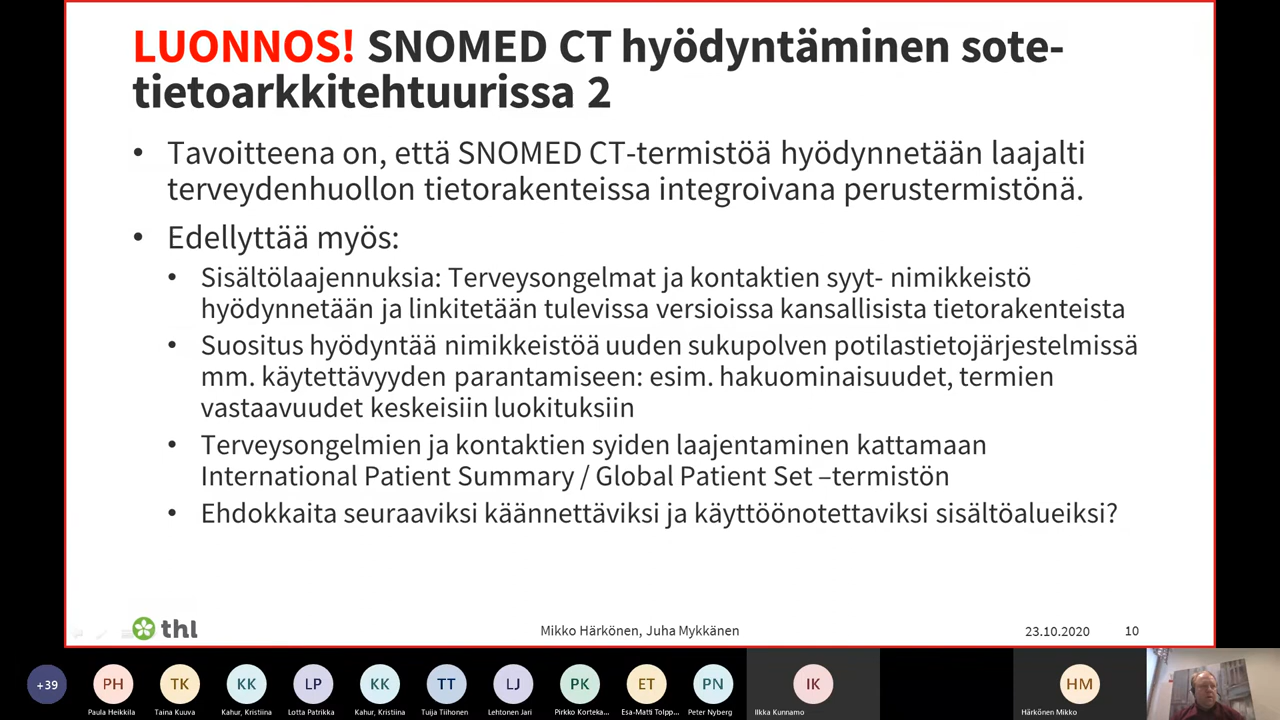 LUONNOS! SNOMED CT hyödyntäminen sote-
tietoarkkitehtuurissa 2
• Tavoitteena on, että SNOMED CT-termistöä hyödynnetään laajalti
terveydenhuollon tietorakenteissa integroivana perustermistönä.
• Edellyttää myös:
• Sisältölaajennuksia: Terveysongelmat ja kontaktien syyt- nimikkeistö
hyödynnetään ja linkitetään tulevissa versioissa kansallisista tietorakenteista
• Suositus hyödyntää nimikkeistöä uuden sukupolven potilastietojärjestelmissä
mm. käytettävyyden parantamiseen: esim. hakuominaisuudet, termien
vastaavuudet keskeisiin luokituksiin
• Terveysongelmien ja kontaktien syiden laajentaminen kattamaan
International Patient Summary / Global Patient Set –termistön
• Ehdokkaita seuraaviksi käännettäviksi ja käyttöönotettaviksi sisältöalueiksi?
thl
Mikko Härkönen, Juha Mykkänen
23.10.2020
10
+39
PH
TK
KK
LP
KK
TT
LJ
PK
ET
PN
IK
HM
Paula Heikkila
Taina Kuuva
Kahur, Kristiina
Lotta Patrikka
Kahur, Kristiina
Tuija Tiihonen
Lehtonen Jari
Pirkko Korteka...
Esa-Matti Tolpp...
Peter Nyberg
Ilkka Kunnamo
Härkönen Mikko